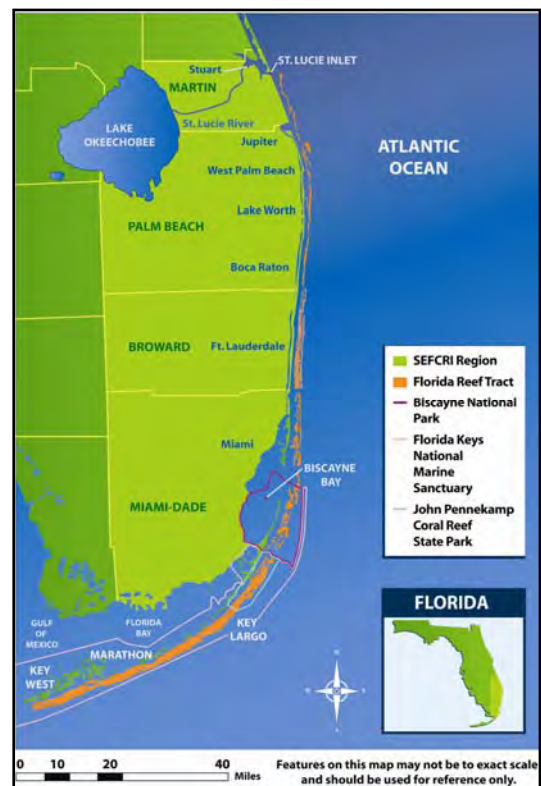 ST. LUCIE INLET
Stuart
MARTIN
LAKE
OKEECHOBEE
St. Lucie River
Jupiter
ATLANTIC
OCEAN
West Palm Beach
Lake Worth
PALM BEACH
Boca Raton
BROWARD
Ft. Lauderdale
SEFCRI Region
Florida Reef Tract
Biscayne National
Park
Florida Keys
National
Marine
Sanctuary
John Pennekamp
Coral Reef
State Park
Miami
BISCAYNE
BAY
MIAMI-DADE
FLORIDA
GULF
OF
MEXICO
FLORIDA
BAY
KEY
LARGO
MARATHON
KEY
WEST
0 10 20 40
Miles
Features on this map may not be to exact scale
and should be used for reference only.